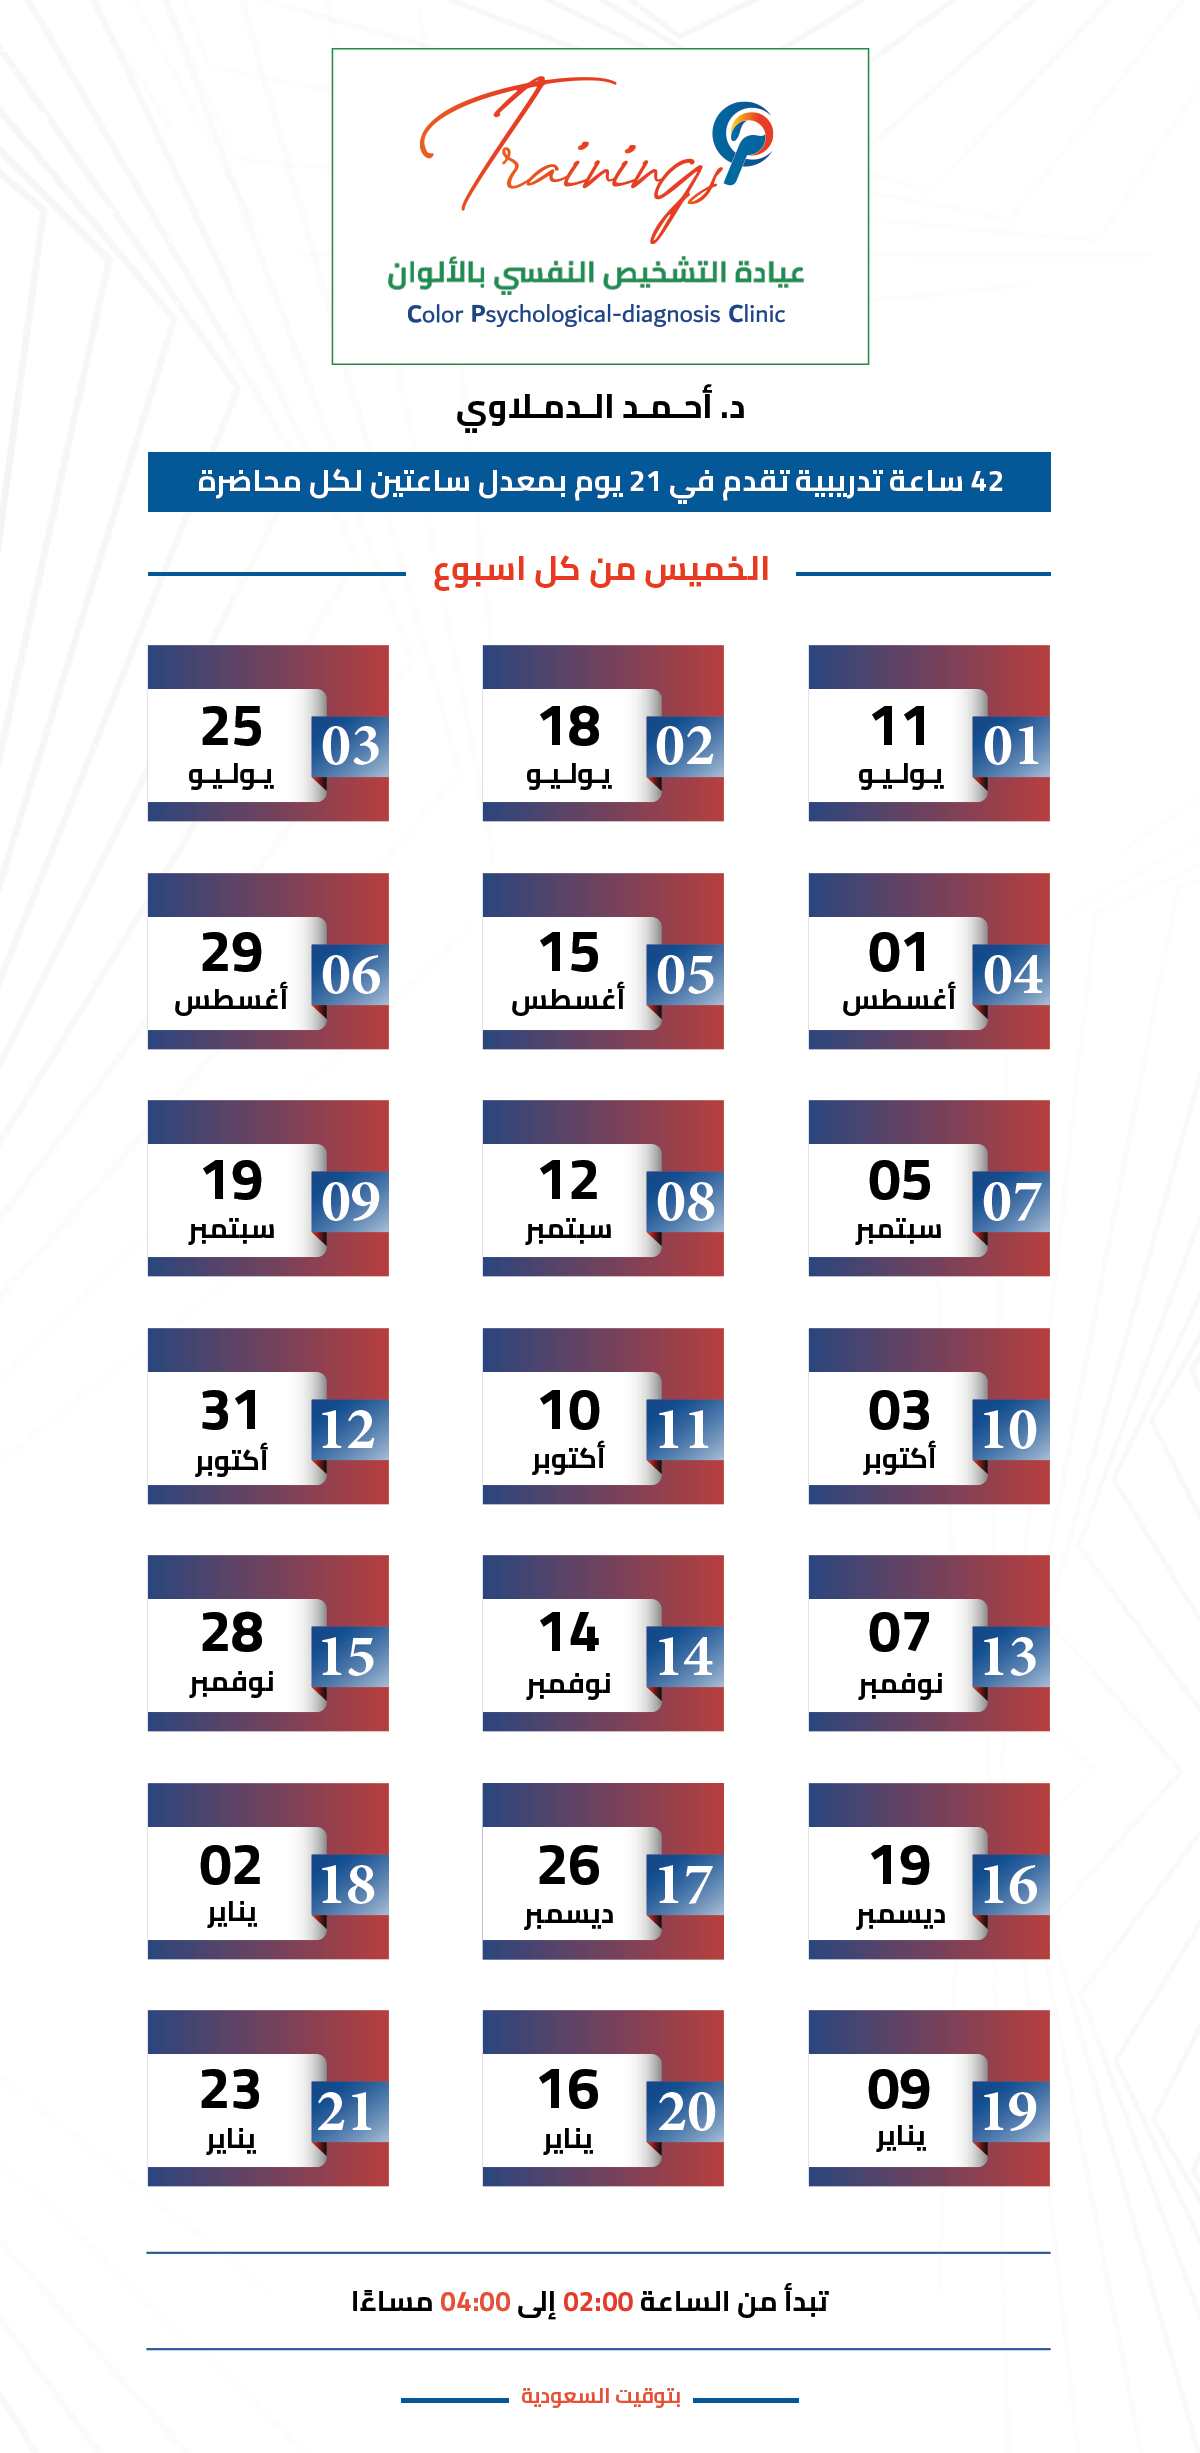 Trainings
عيادة التشخيص النفسي بالألوان
Color Psychological-diagnosis Clinic
د. أحـمـد الـدمـلاوي
42 ساعة تدريبية تقدم في 21 يوم بمعدل ساعتين لكل محاضرة
الخميس من كل اسبوع
01
11
يـولـيـو
02
18
يـولـيـو
03
25
يـولـيـو
04
01
أغسطس
05
15
أغسطس
06
29
أغسطس
07
05
سبتمبر
08
12
سبتمبر
09
19
سبتمبر
10
03
أكتوبر
11
10
أكتوبر
12
31
أكتوبر
13
07
نوفمبر
14
14
نوفمبر
15
28
نوفمبر
16
19
ديسمبر
17
26
ديسمبر
18
02
يناير
19
09
يناير
20
16
يناير
21
23
يناير
تبدأ من الساعة 02:00 إلى 04:00 مساءًا
بتوقيت السعودية